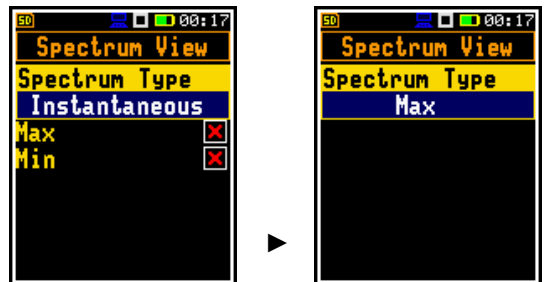 SD 00:17
Spectrum View
Spectrum Type
Instantaneous
Max
Min
SD 00:17
Spectrum View
Spectrum Type
Max